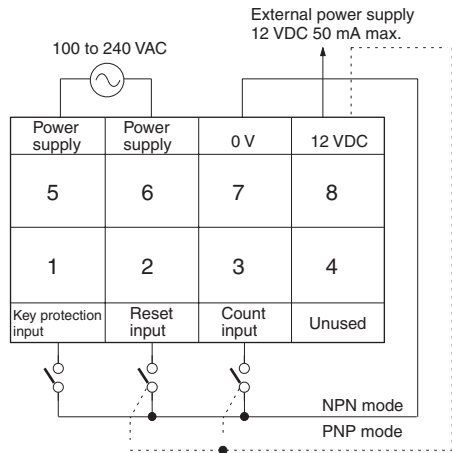 External power supply
12 VDC 50 mA max.
100 to 240 VAC
Power
supply
Power
supply
0 V
12 VDC
5
6
7
8
1
2
3
4
Key protection
input
Reset
input
Count
input
Unused
NPN mode
PNP mode